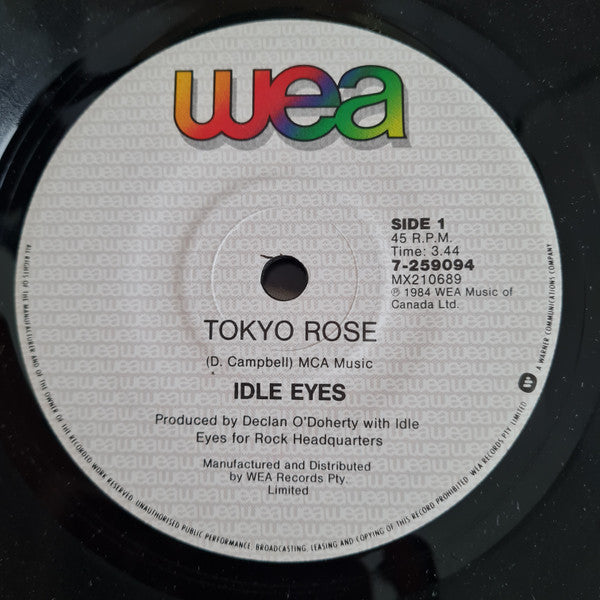 wea
SIDE 1
45 R.P.M.
Time: 3.44
7-259094
MX210689
℗ 1984 WEA Music of
Canada Ltd.
TOKYO ROSE
(D. Campbell) MCA Music
IDLE EYES
Produced by Declan O'Doherty with Idle
Eyes for Rock Headquarters
Manufactured and Distributed
by WEA Records Pty.
Limited
ALL RIGHTS OF THE MANUFACTURER AND OF THE OWNER OF THE RECORDED WORK RESERVED. UNAUTHORISED PUBLIC PERFORMANCE, BROADCASTING, LEASING AND COPYING OF THIS RECORD PROHIBITED. WEA RECORDS PTY. LIMITED
A WARNER COMMUNICATIONS COMPANY